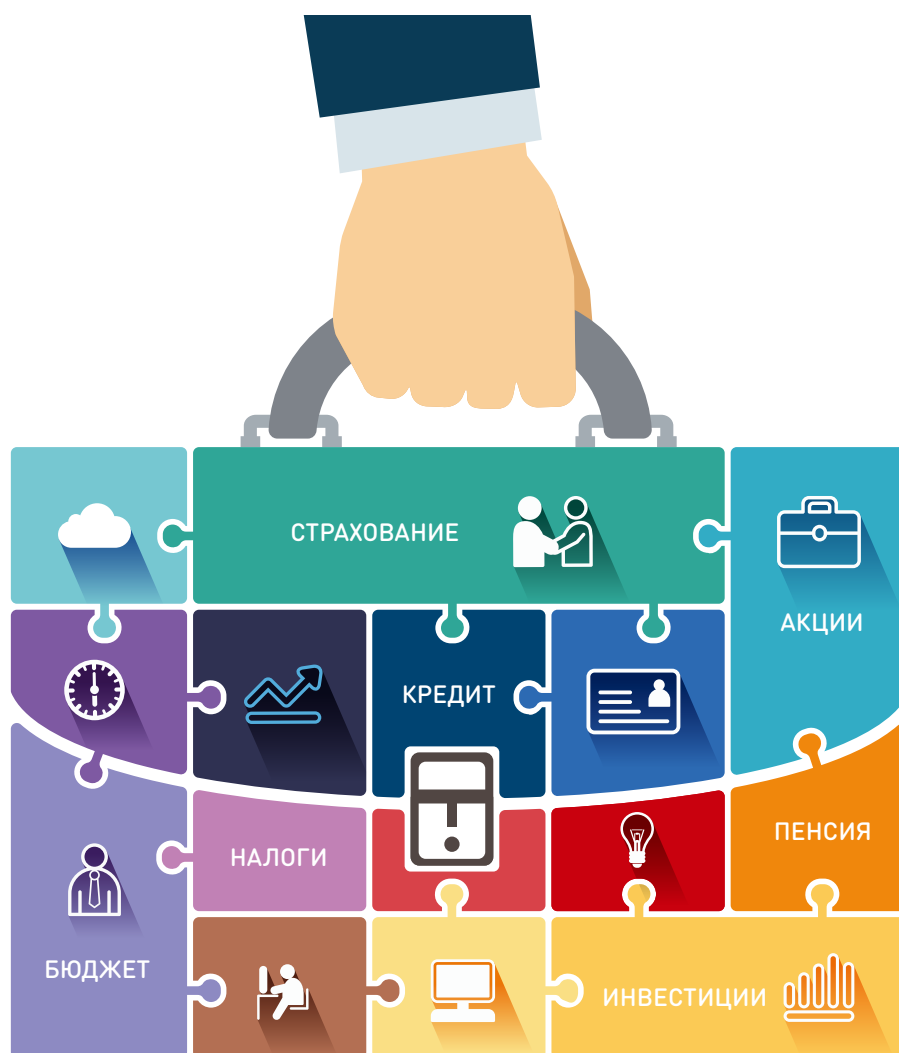 СТРАХОВАНИЕ
АКЦИИ
КРЕДИТ
НАЛОГИ
ПЕНСИЯ
БЮДЖЕТ
ИНВЕСТИЦИИ